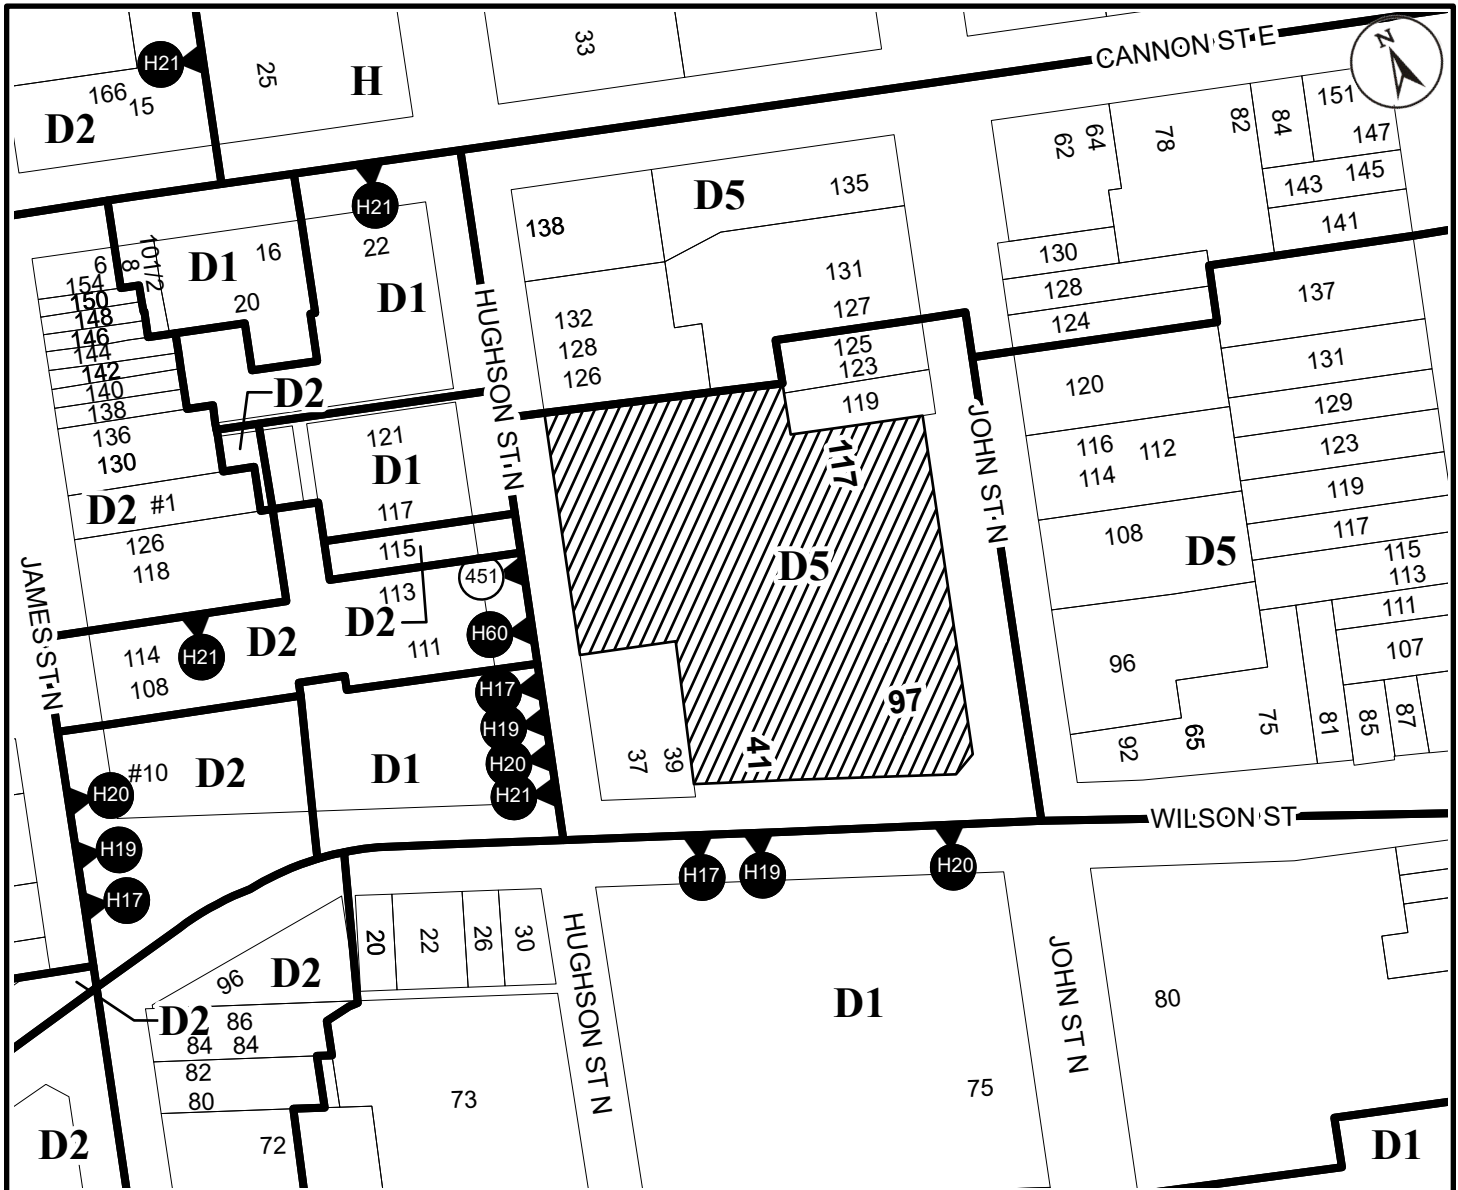 CANNON ST E
N
H21
33
25
H
166
15
D2
151
147
82
84
78
64
62
145
143
141
H21
138
D5
135
101/2
6
8
D1
16
22
154
150
148
146
144
142
140
138
136
130
20
D1
HUGHSON ST N
131
127
132
128
126
125
123
119
130
128
124
137
131
129
123
119
117
115
113
111
107
JOHN ST N
120
116
112
114
108
D5
D2
121
D1
117
115
113
D2
111
D2
#1
126
118
JAMES ST N
451
H60
114
H21
D2
108
H17
H19
H20
H21
117
D5
97
41
37
39
96
92
65
75
81
85
87
#10
D2
D1
H20
H19
H17
WILSON ST
H17
H19
H20
20
22
26
30
HUGHSON ST N
96
D2
D2
86
84
84
82
80
72
73
D1
75
JOHN ST N
80
D2
D1